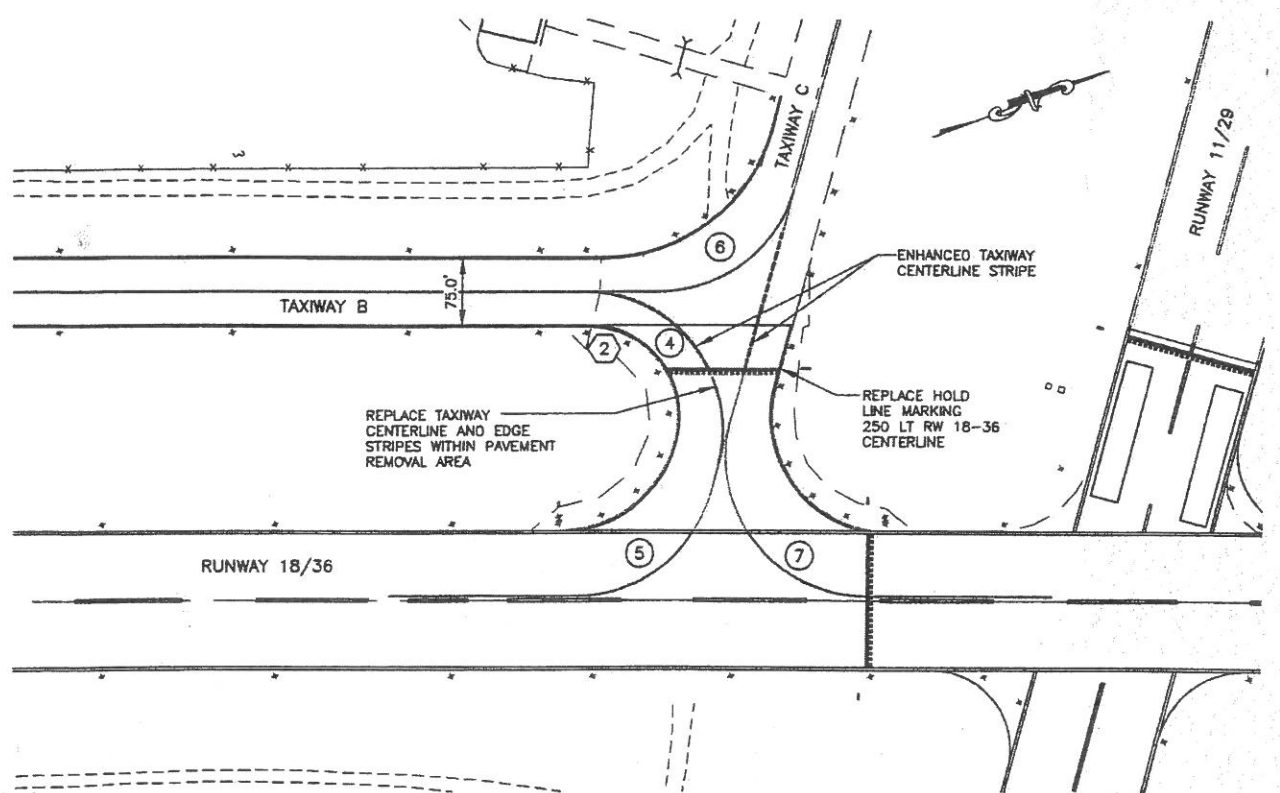 TAXIWAY C
RUNWAY 11/29
6
ENHANCED TAXIWAY
CENTERLINE STRIPE
TAXIWAY B
75.0'
2
4
REPLACE TAXIWAY
CENTERLINE AND EDGE
STRIPES WITHIN PAVEMENT
REMOVAL AREA
REPLACE HOLD
LINE MARKING
250 LT RW 18-36
CENTERLINE
RUNWAY 18/36
5
7